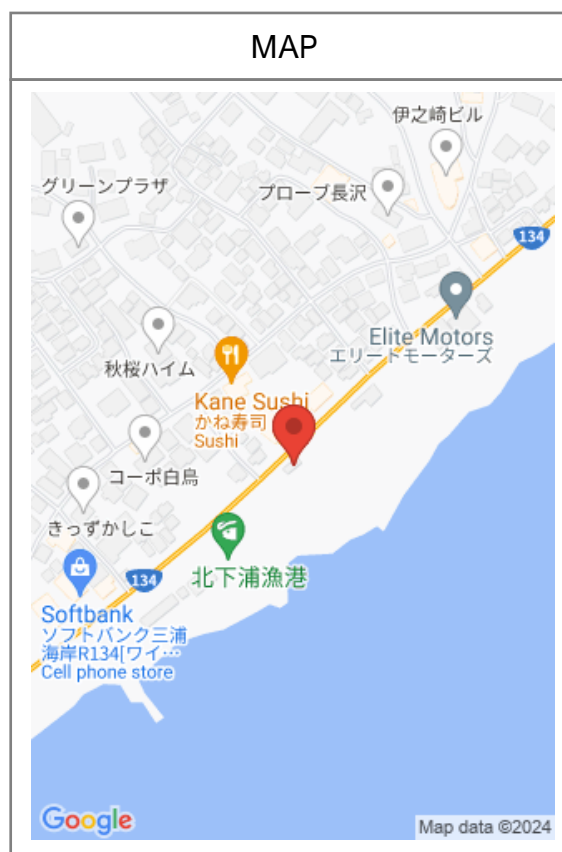 MAP
伊之崎ビル
グリーンプラザ
プローブ長沢
134
Elite Motors
エリートモーターズ
秋桜ハイム
Kane Sushi
かね寿司
Sushi
コーポ白鳥
きっずかしこ
北下浦漁港
134
Softbank
ソフトバンク三浦
海岸R134[ワイ…
Cell phone store
Google
Map data ©2024